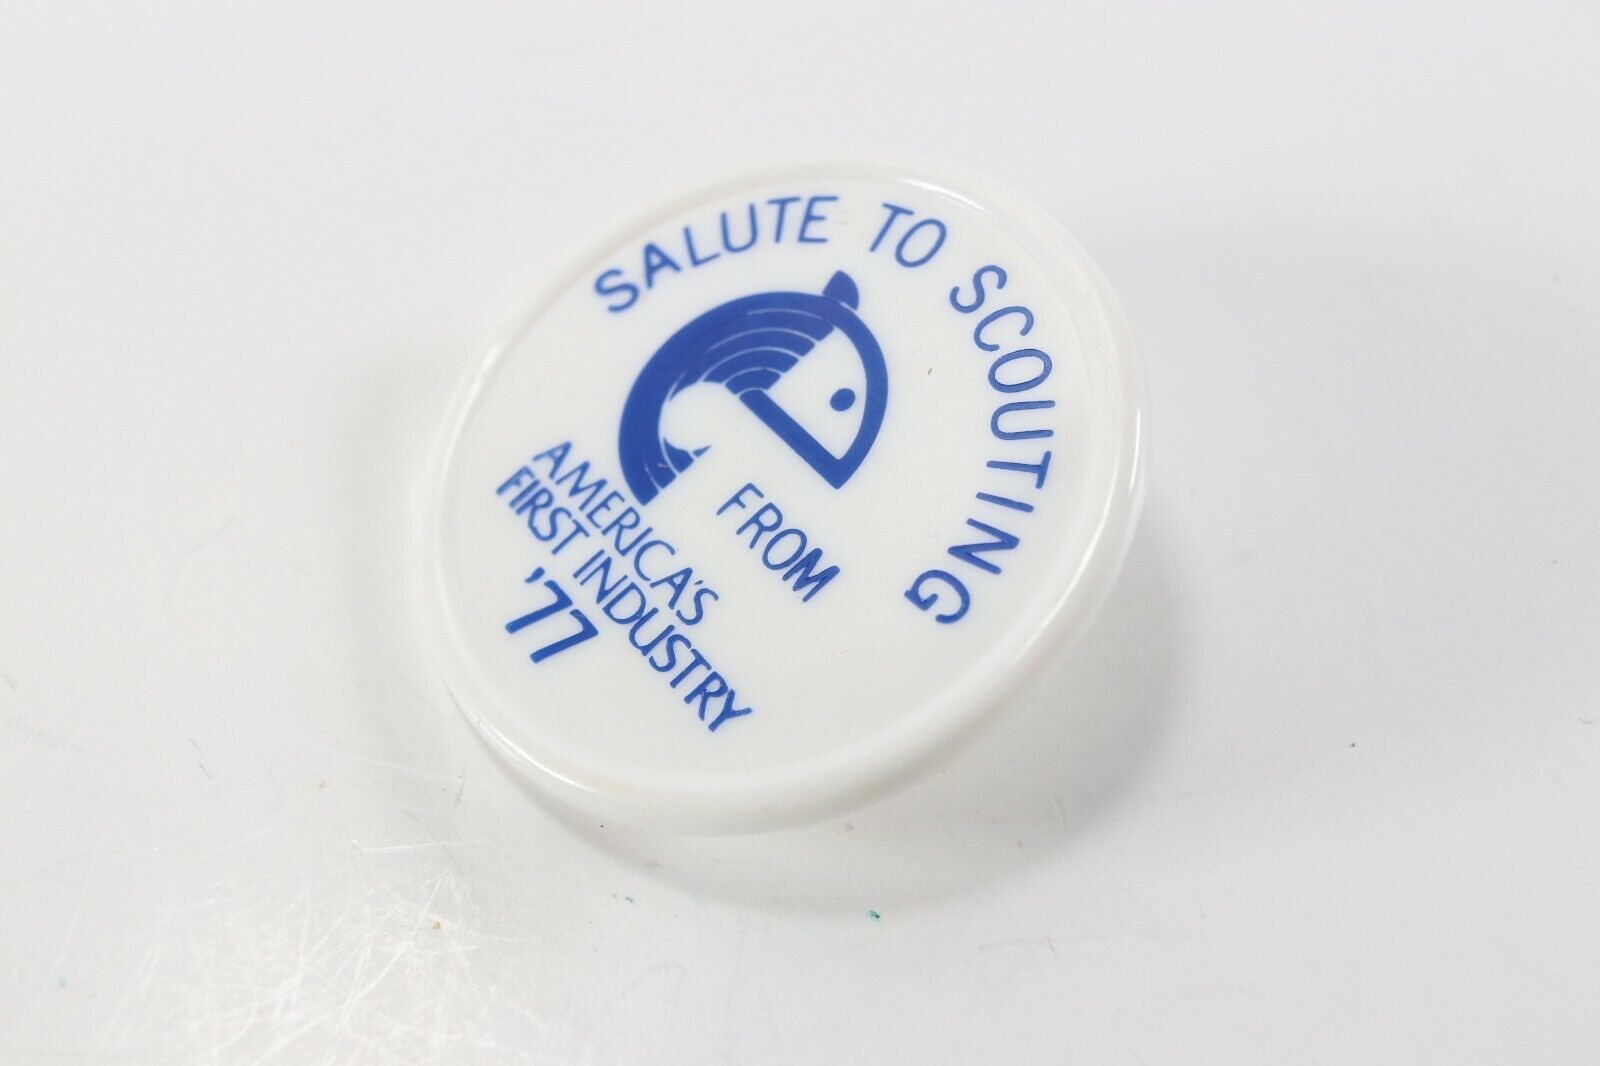 SALUTE TO SCOUTING
FROM
AMERICA'S
FIRST INDUSTRY
'77